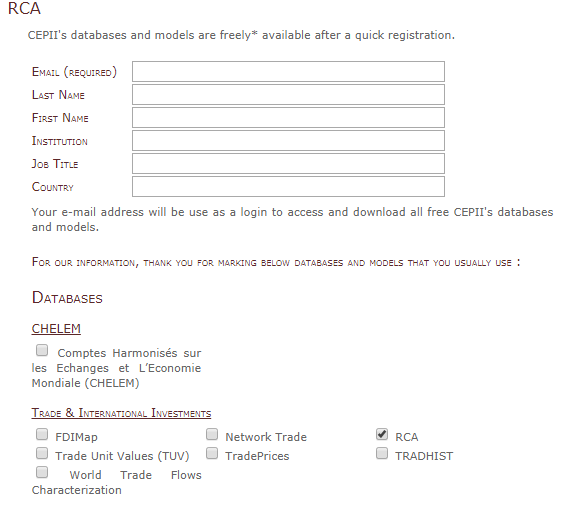 RCA
CEPII's databases and models are freely* available after a quick registration.
Email (required)
Last Name
First Name
Institution
Job Title
Country
Your e-mail address will be use as a login to access and download all free CEPII's databases
and models.
For our information, thank you for marking below databases and models that you usually use :
Databases
CHELEM
Comptes Harmonisés sur
les Echanges et L'Economie
Mondiale (CHELEM)
Trade & International Investments
FDIMap Network Trade RCA
Trade Unit Values (TUV) TradePrices TRADHIST
World Trade Flows
Characterization